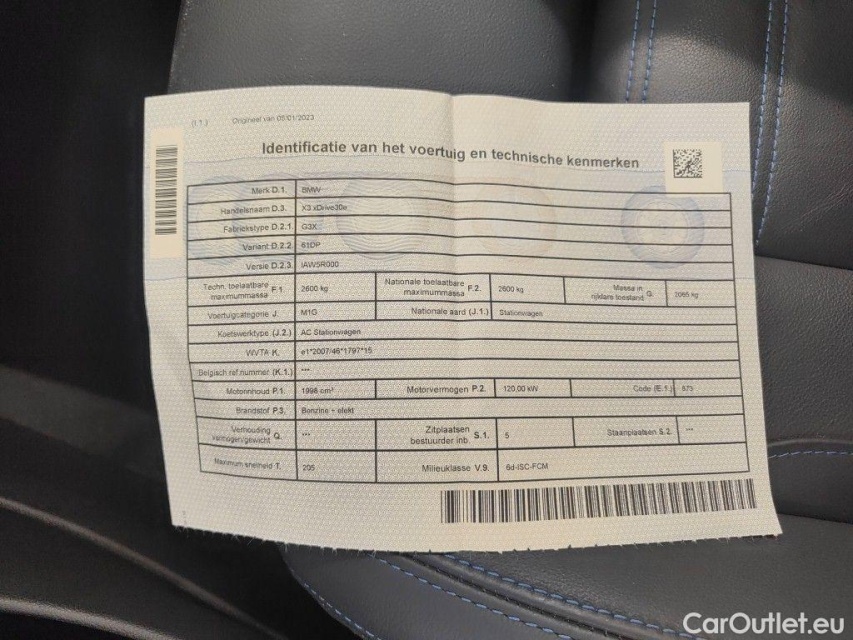 (I.1.) Origineel van 05/01/2023
Identificatie van het voertuig en technische kenmerken
Merk D.1. BMW
Handelsnaam D.3. X3 xDrive30e
Fabriekstype D.2.1 G3X
Variant D.2.2 61DP
Versie D.2.3 IAW5R000
Techn. toelaatbare maximummassa F.1. 2600 kg Nationale toelaatbare maximummassa F.2. 2600 kg Massa in rijklare toestand G. 2065 kg
Voertuigcategorie J. M1G Nationale aard (J.1.) Stationwagen
Koetswerktype (J.2.) AC Stationwagen
WVTA K. e1*2007/46*1797*15
Belgisch ref.nummer (K.1.) ---
Motorinhoud P.1. 1998 cm³ Motorvermogen P.2. 120,00 kW Code (E.1.) 673
Brandstof P.3. Benzine + elekt
Verhouding vermogen/gewicht Q. --- Zitplaatsen bestuurder inb. S.1. 5 Staanplaatsen S.2. ---
Maximum snelheid T. 205 Milieuklasse V.9. 6d-ISC-FCM
CarOutlet.eu